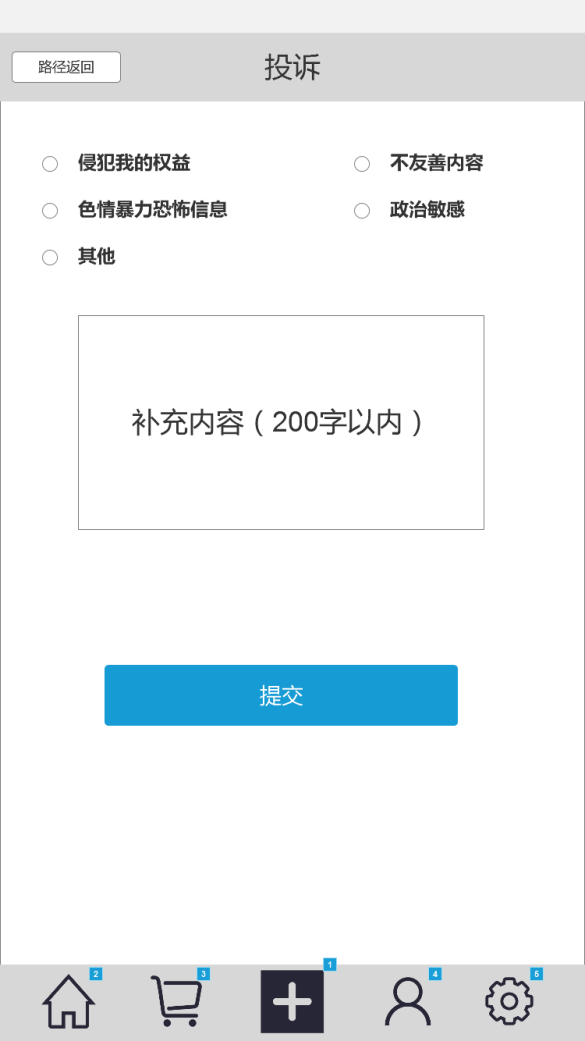 路径返回
投诉
侵犯我的权益
不友善内容
色情暴力恐怖信息
政治敏感
其他
补充内容（200字以内）
提交
2
3
1
4
5